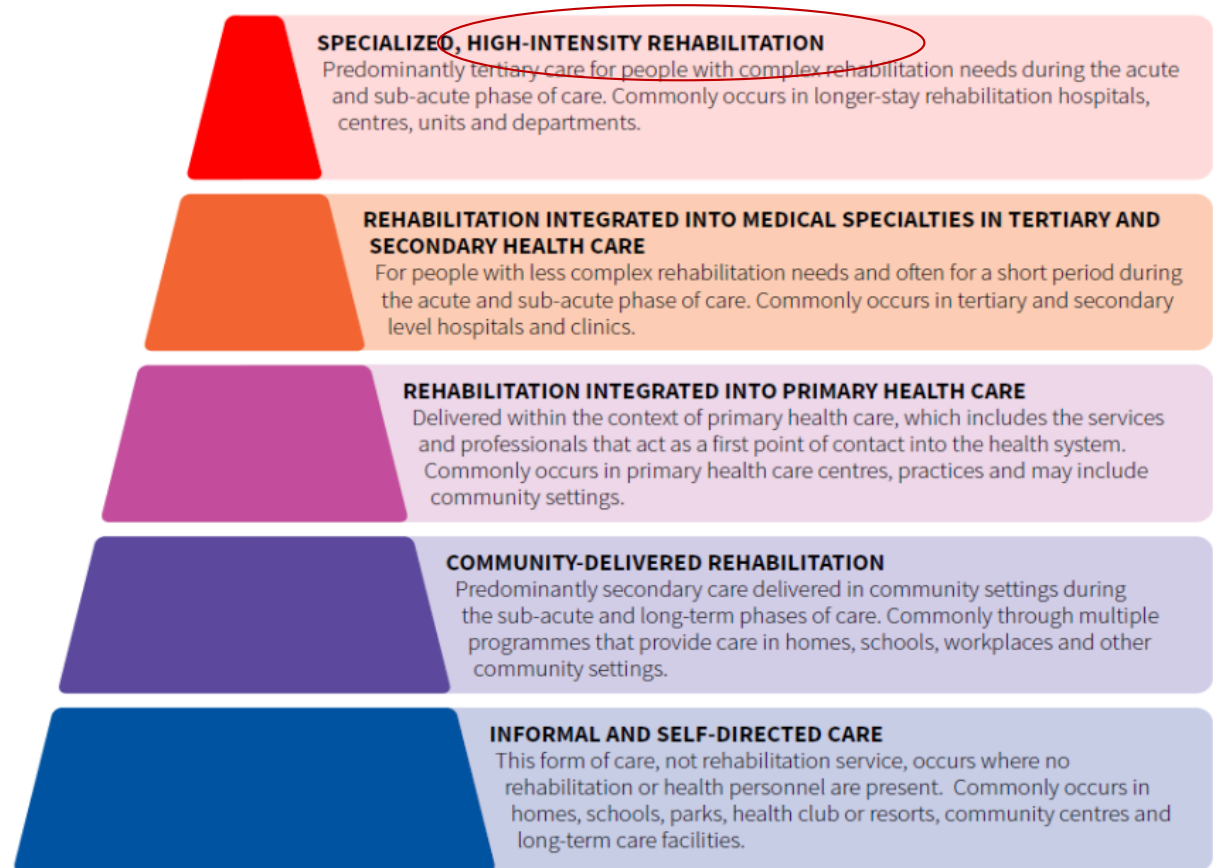 SPECIALIZED, HIGH-INTENSITY REHABILITATION
Predominantly tertiary care for people with complex rehabilitation needs during the acute
and sub-acute phase of care. Commonly occurs in longer-stay rehabilitation hospitals,
centres, units and departments.
REHABILITATION INTEGRATED INTO MEDICAL SPECIALTIES IN TERTIARY AND
SECONDARY HEALTH CARE
For people with less complex rehabilitation needs and often for a short period during
the acute and sub-acute phase of care. Commonly occurs in tertiary and secondary
level hospitals and clinics.
REHABILITATION INTEGRATED INTO PRIMARY HEALTH CARE
Delivered within the context of primary health care, which includes the services
and professionals that act as a first point of contact into the health system.
Commonly occurs in primary health care centres, practices and may include
community settings.
COMMUNITY-DELIVERED REHABILITATION
Predominantly secondary care delivered in community settings during
the sub-acute and long-term phases of care. Commonly through multiple
programmes that provide care in homes, schools, workplaces and other
community settings.
INFORMAL AND SELF-DIRECTED CARE
This form of care, not rehabilitation service, occurs where no
rehabilitation or health personnel are present. Commonly occurs in
homes, schools, parks, health club or resorts, community centres and
long-term care facilities.